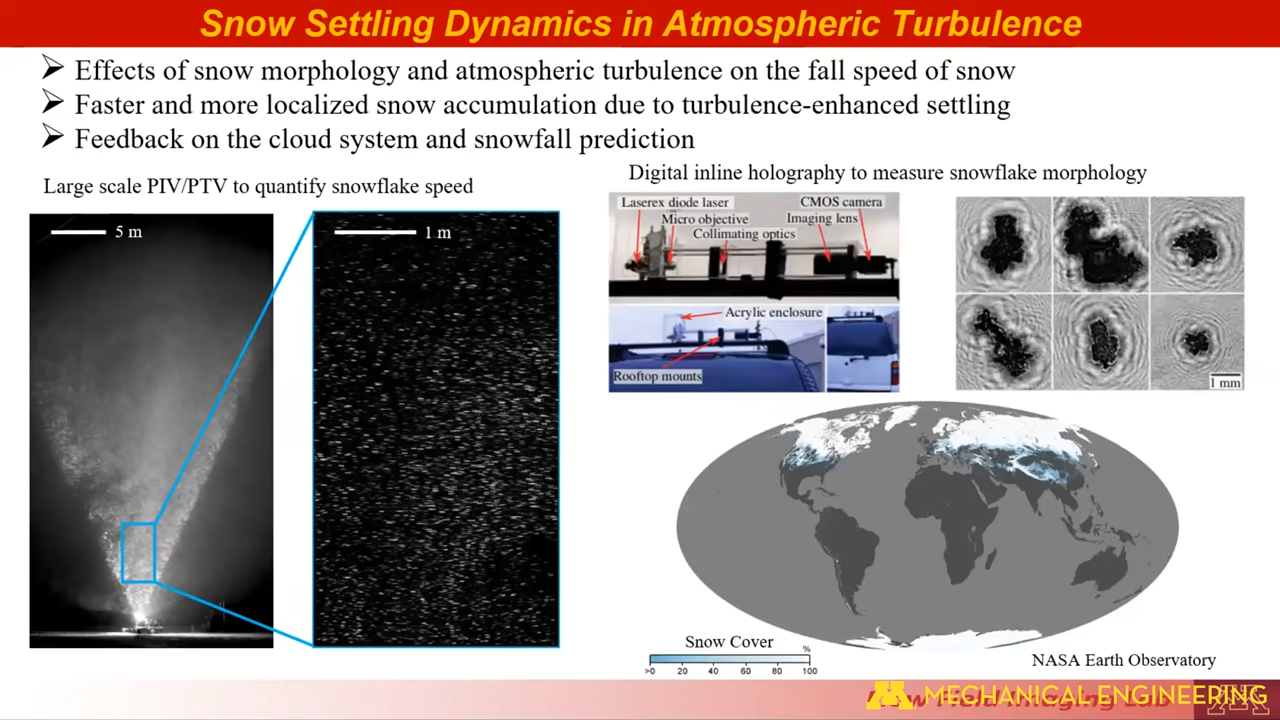 Snow Settling Dynamics in Atmospheric Turbulence
Effects of snow morphology and atmospheric turbulence on the fall speed of snow
Faster and more localized snow accumulation due to turbulence-enhanced settling
Feedback on the cloud system and snowfall prediction
Large scale PIV/PTV to quantify snowflake speed
5 m
1 m
Digital inline holography to measure snowflake morphology
Laserex diode laser
CMOS camera
Micro objective
Imaging lens
Collimating optics
Acrylic enclosure
Rooftop mounts
1 mm
Snow Cover
%
>0 20 40 60 80 100
NASA Earth Observatory
Flow Field Imaging Lab
M MECHANICAL ENGINEERING